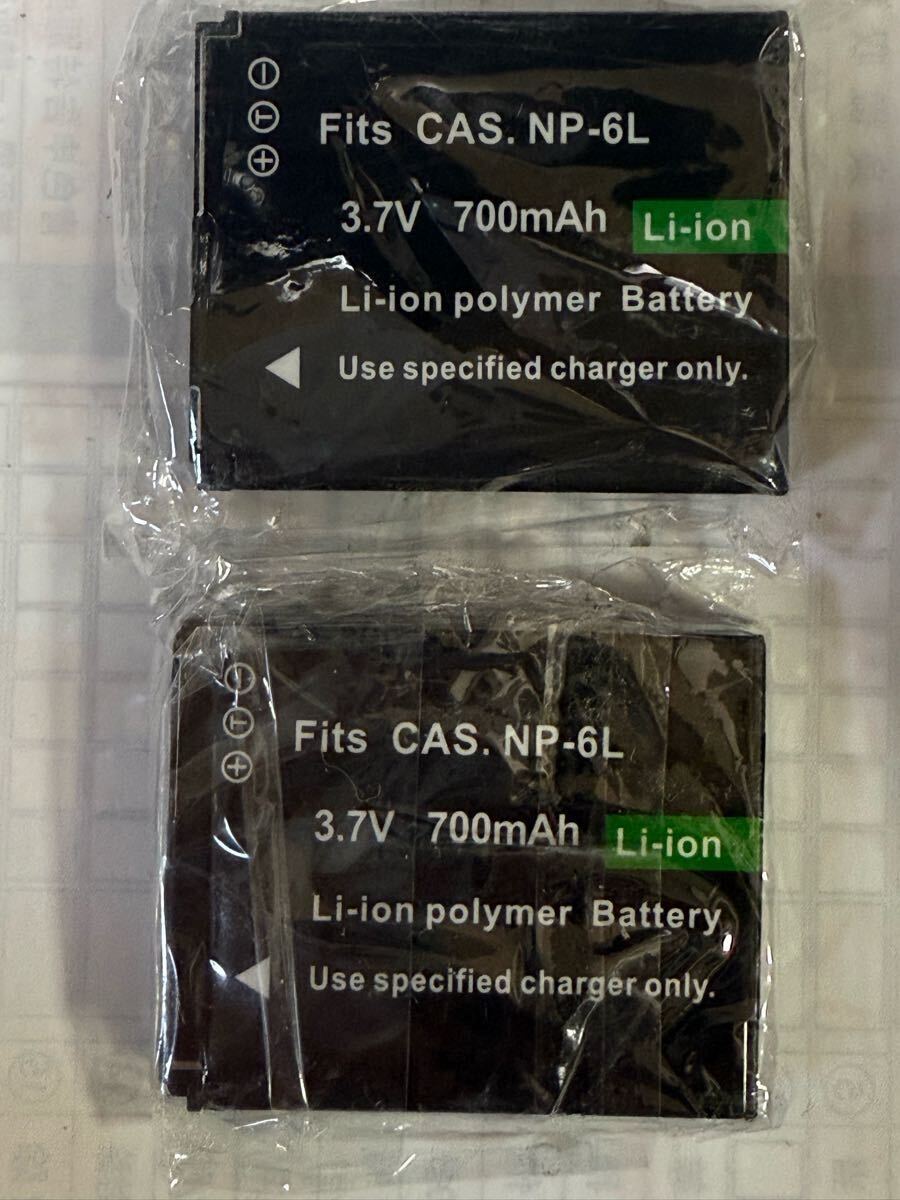 Fits CAS. NP-6L
3.7V 700mAh Li-ion
Li-ion polymer Battery
Use specified charger only.
Fits CAS. NP-6L
3.7V 700mAh Li-ion
Li-ion polymer Battery
Use specified charger only.